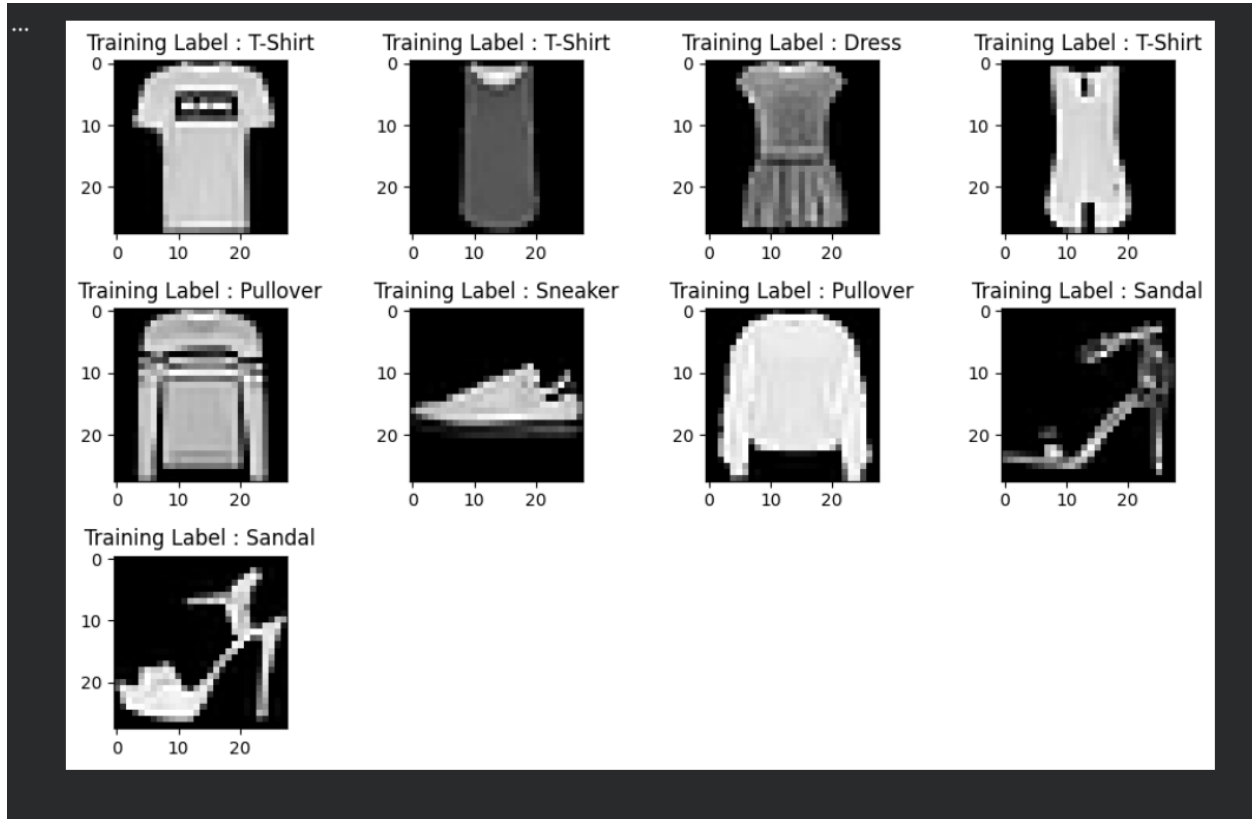 ...
Training Label : T-Shirt Training Label : T-Shirt Training Label : Dress Training Label : T-Shirt
0 0 0 0
10 10 10 10
20 20 20 20
0 10 20 0 10 20 0 10 20 0 10 20
Training Label : Pullover Training Label : Sneaker Training Label : Pullover Training Label : Sandal
0 0 0 0
10 10 10 10
20 20 20 20
0 10 20 0 10 20 0 10 20 0 10 20
Training Label : Sandal
0
10
20
0 10 20